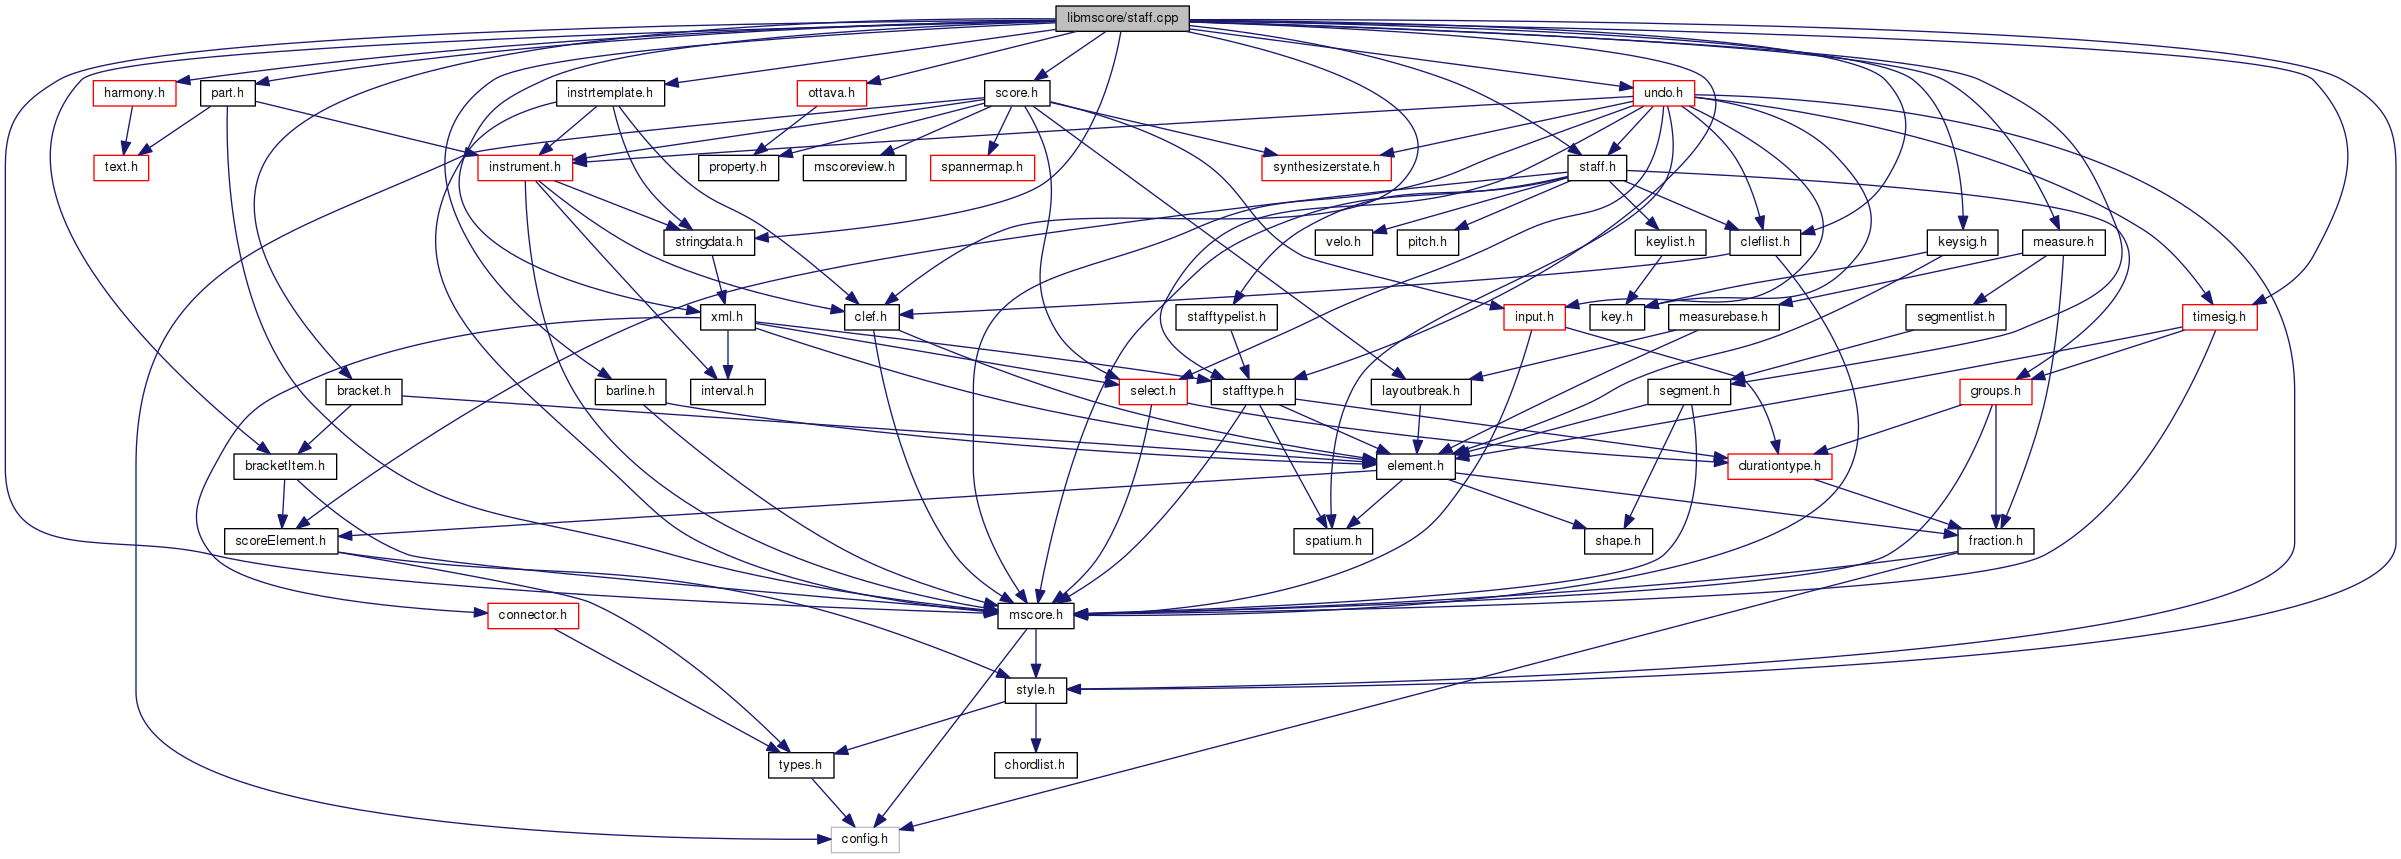 libmscore/staff.cpp
harmony.h
part.h
instrtemplate.h
ottava.h
score.h
undo.h
text.h
instrument.h
property.h
mscoreview.h
spannermap.h
synthesizerstate.h
staff.h
stringdata.h
velo.h
pitch.h
keylist.h
cleflist.h
keysig.h
measure.h
xml.h
clef.h
stafftypelist.h
input.h
key.h
measurebase.h
segmentlist.h
timesig.h
bracket.h
barline.h
interval.h
select.h
stafftype.h
layoutbreak.h
segment.h
groups.h
bracketItem.h
element.h
durationtype.h
scoreElement.h
spatium.h
shape.h
fraction.h
connector.h
mscore.h
style.h
types.h
chordlist.h
config.h